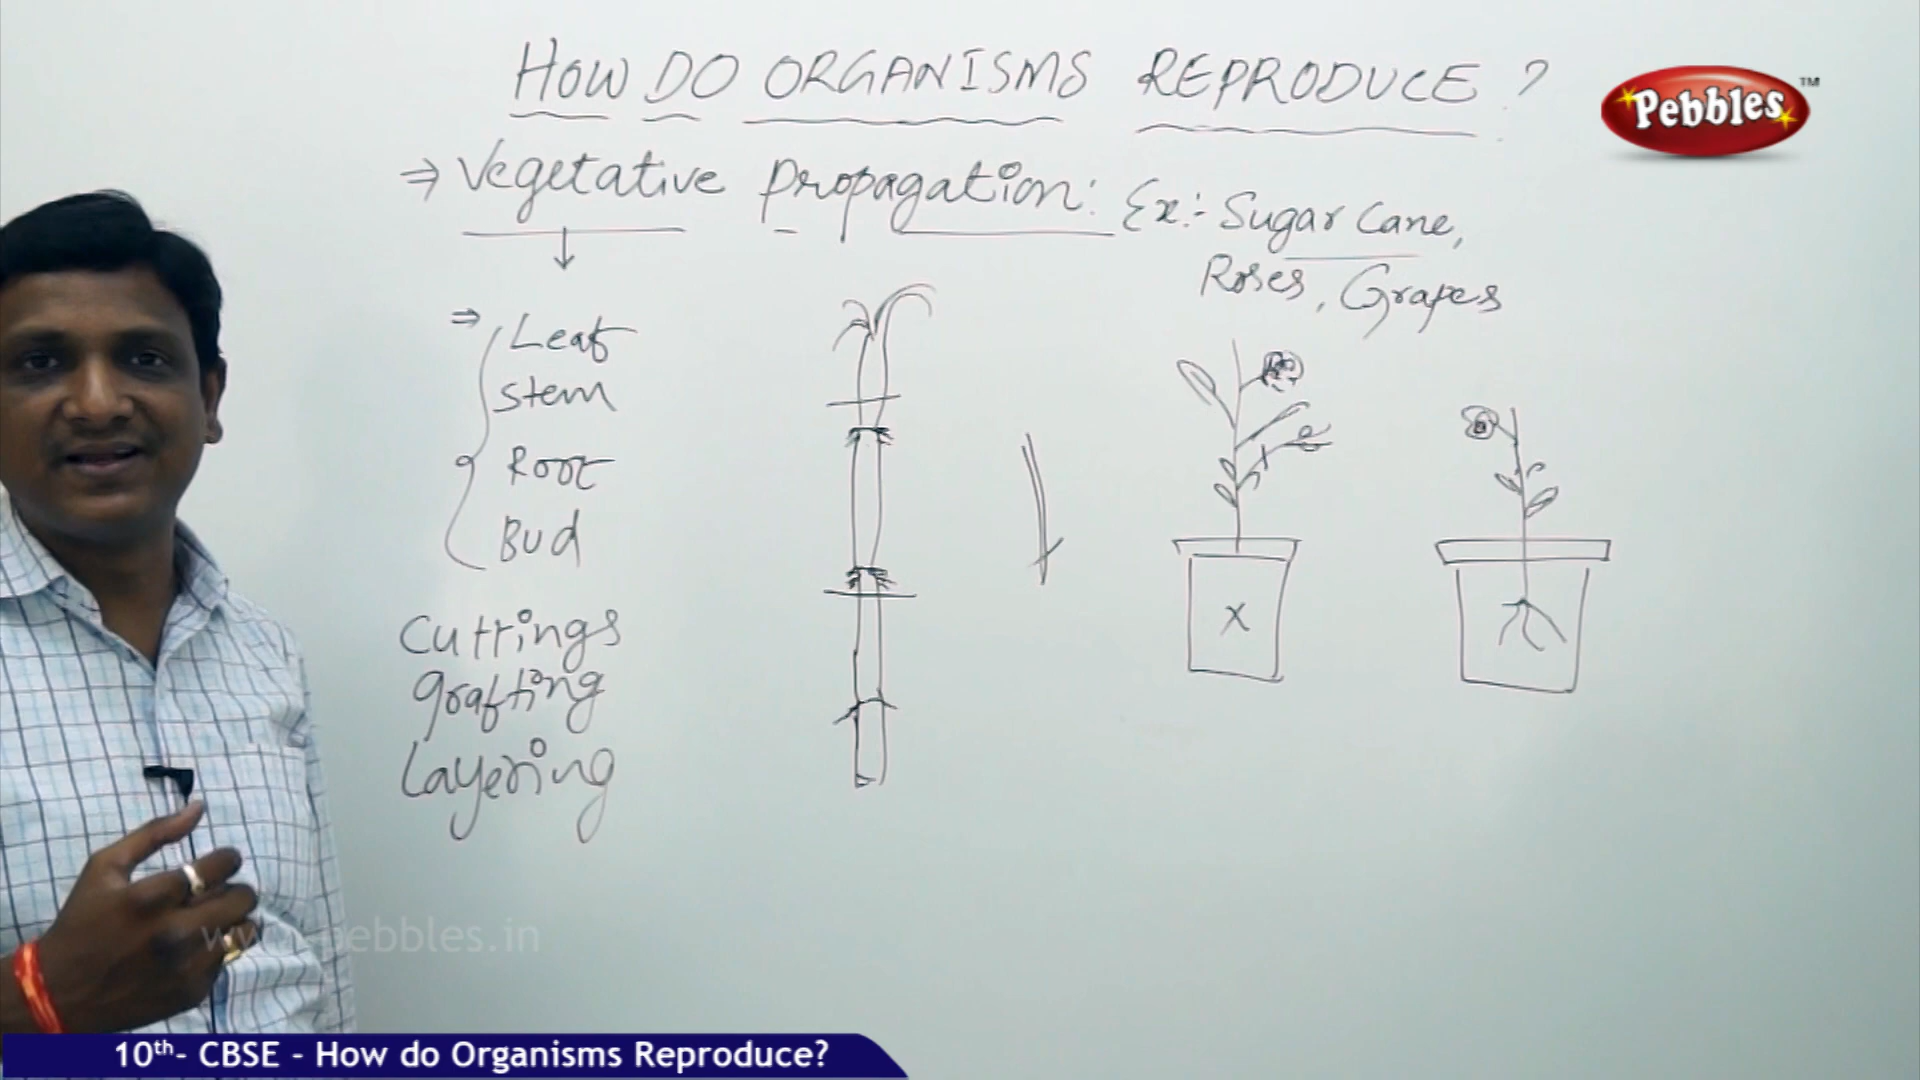 HOW DO ORGANISMS REPRODUCE ?
Pebbles TM
⇒ Vegetative Propagation: Ex:- Sugar Cane,
Roses, Grapes
⇒ Leaf
Stem
Root
Bud
Cuttings
Grafting
Layering
X
www.pebbles.in
10th- CBSE - How do Organisms Reproduce?